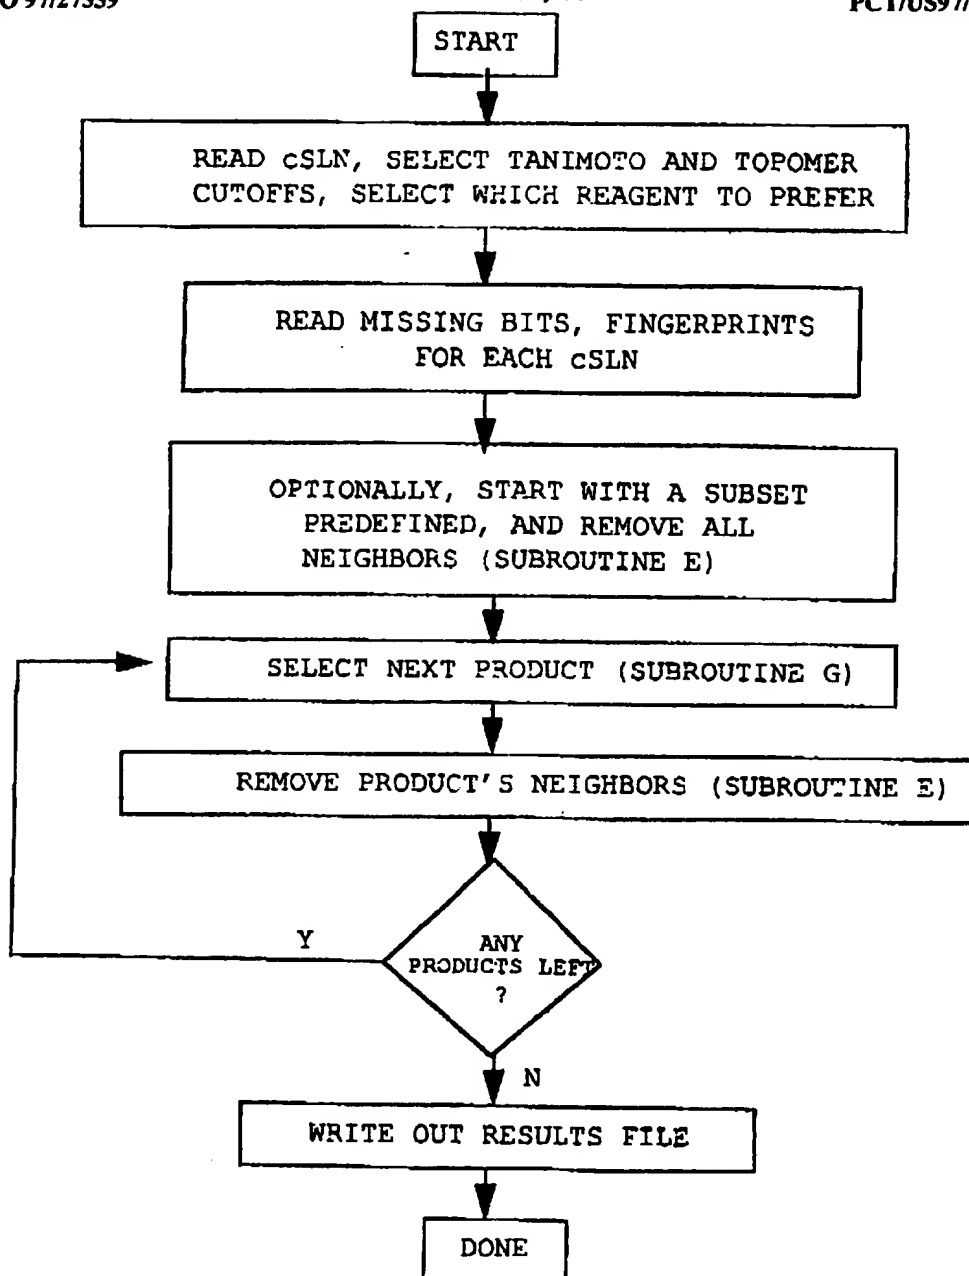 START
READ cSLN, SELECT TANIMOTO AND TOPOMER
CUTOFFS, SELECT WHICH REAGENT TO PREFER
READ MISSING BITS, FINGERPRINTS
FOR EACH cSLN
OPTIONALLY, START WITH A SUBSET
PREDEFINED, AND REMOVE ALL
NEIGHBORS (SUBROUTINE E)
SELECT NEXT PRODUCT (SUBROUTINE G)
REMOVE PRODUCT'S NEIGHBORS (SUBROUTINE E)
Y
ANY
PRODUCTS LEFT
?
N
WRITE OUT RESULTS FILE
DONE